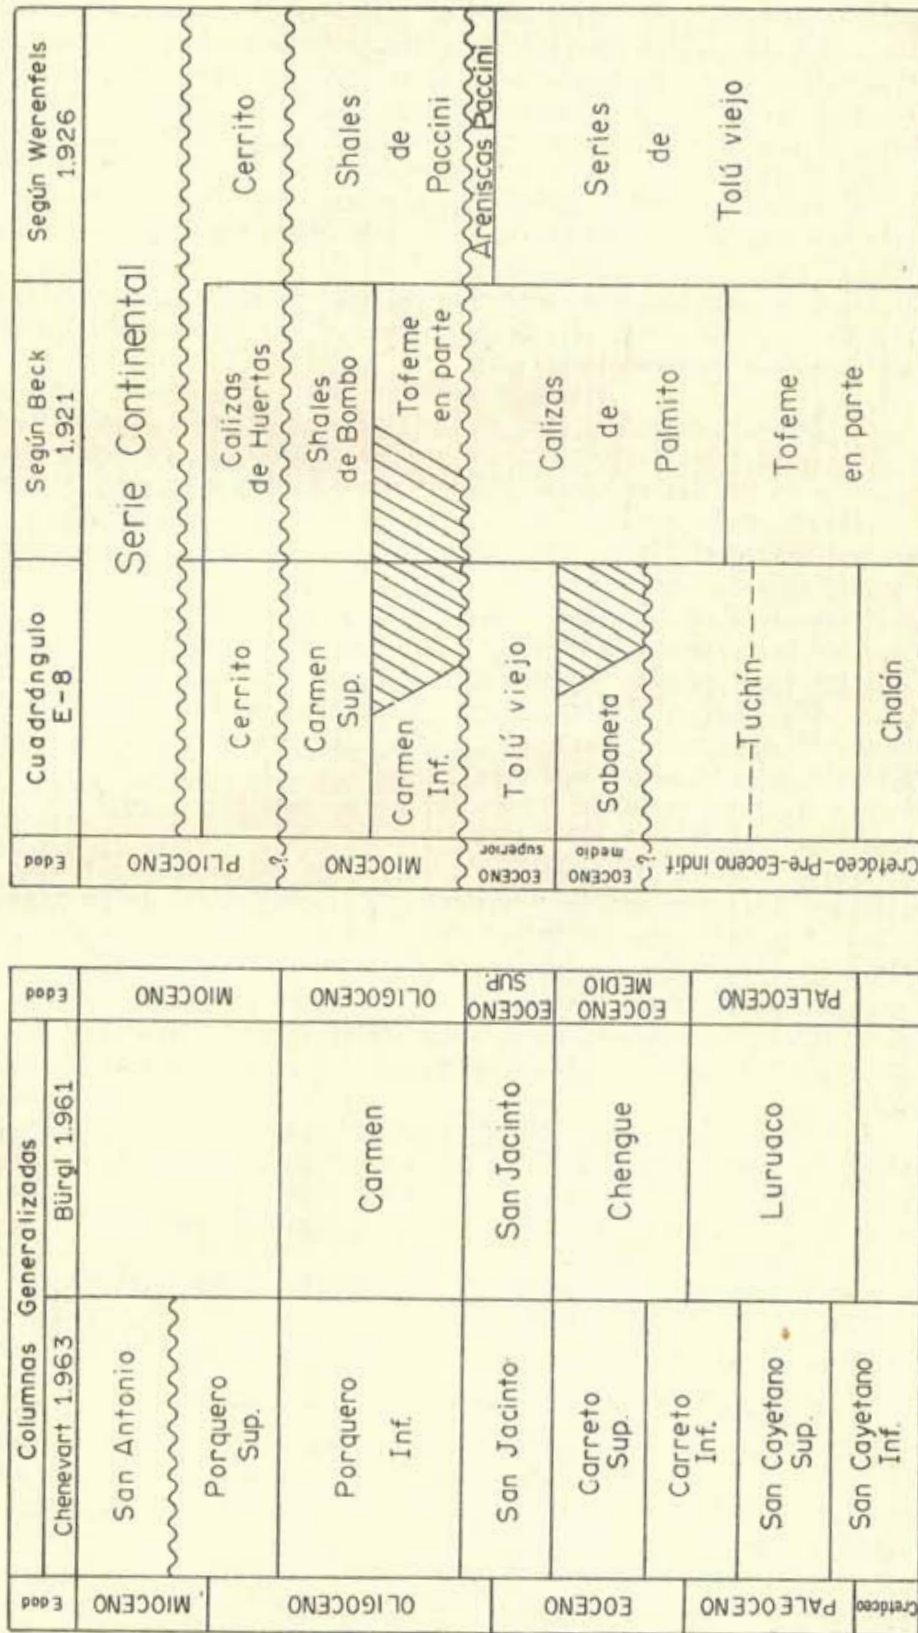 Edad
Columnas Generalizadas
Chenevart 1.963
Bürgl 1.961
Edad
MIOCENO
San Antonio
Porquero
Sup.
MIOCENO
OLIGOCENO
Porquero
Inf.
Carmen
OLIGOCENO
EOCENO
San Jacinto
San Jacinto
EOCENO
SUP.
Carreto
Sup.
Chengue
EOCENO
MEDIO
Carreto
Inf.
PALEOCENO
San Cayetano
Sup.
Luruaco
PALEOCENO
Cretáceo
San Cayetano
Inf.
Edad
Cuadrángulo
E-8
Según Beck
1.921
Según Werenfels
1.926
PLIOCENO
Serie Continental
Cerrito
Calizas
de Huertas
Cerrito
?
MIOCENO
Carmen
Sup.
Shales
de Bombo
Shales
de
Paccini
Carmen
Inf.
Tofeme
en parte
EOCENO
superior
Tolú viejo
Calizas
de
Palmito
Areniscas Paccini
Series
de
Tolú viejo
EOCENO
medio
Sabaneta
?
Cretáceo-Pre-Eoceno indif.
Tuchín
Tofeme
en parte
Chalán